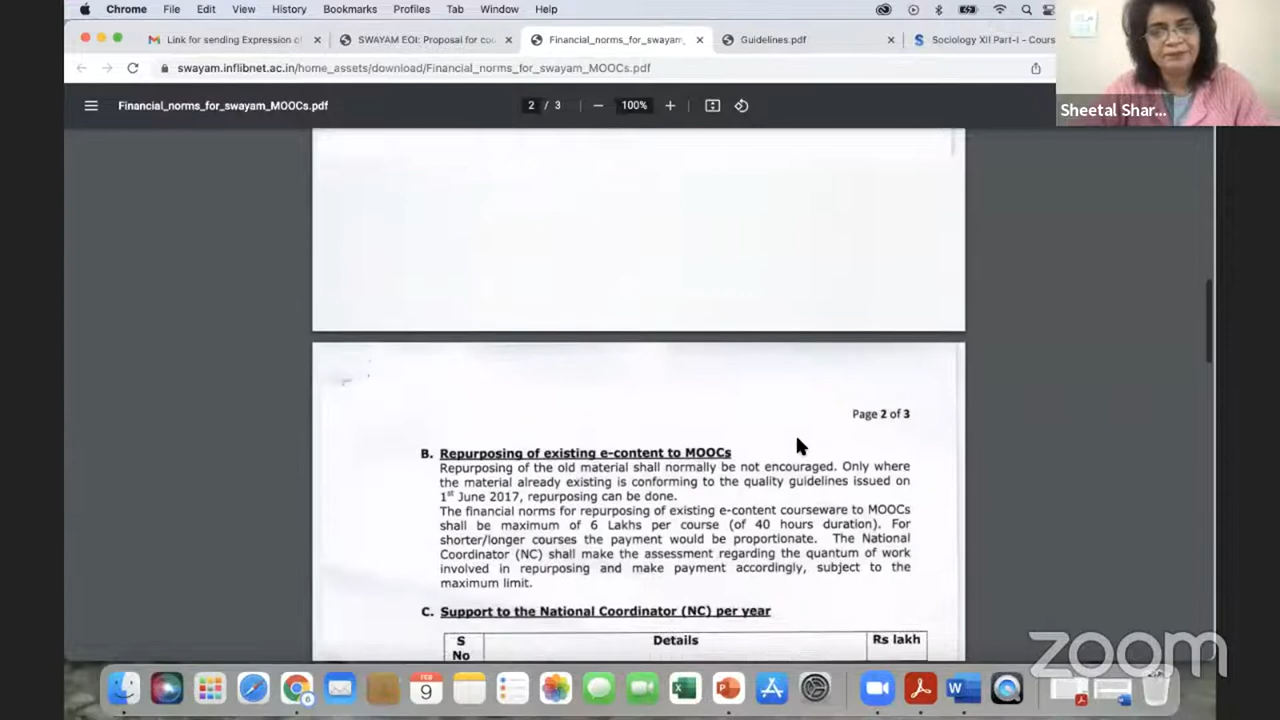 Chrome File Edit View History Bookmarks Profiles Tab Window Help
Link for sending Expression o
SWAYAM EOI: Proposal for cou
Financial_norms_for_swayam_
Guidelines.pdf
Sociology XII Part-I - Cours
swayam.inflibnet.ac.in/home_assets/download/Financial_norms_for_swayam_MOOCs.pdf
Financial_norms_for_swayam_MOOCs.pdf
2 / 3
100%
Sheetal Shar...
Page 2 of 3
B. Repurposing of existing e-content to MOOCs
Repurposing of the old material shall normally be not encouraged. Only where
the material already existing is conforming to the quality guidelines issued on
1st June 2017, repurposing can be done.
The financial norms for repurposing of existing e-content courseware to MOOCs
shall be maximum of 6 Lakhs per course (of 40 hours duration). For
shorter/longer courses the payment would be proportionate. The National
Coordinator (NC) shall make the assessment regarding the quantum of work
involved in repurposing and make payment accordingly, subject to the
maximum limit.
C. Support to the National Coordinator (NC) per year
S No Details Rs lakh
zoom
FEB
9